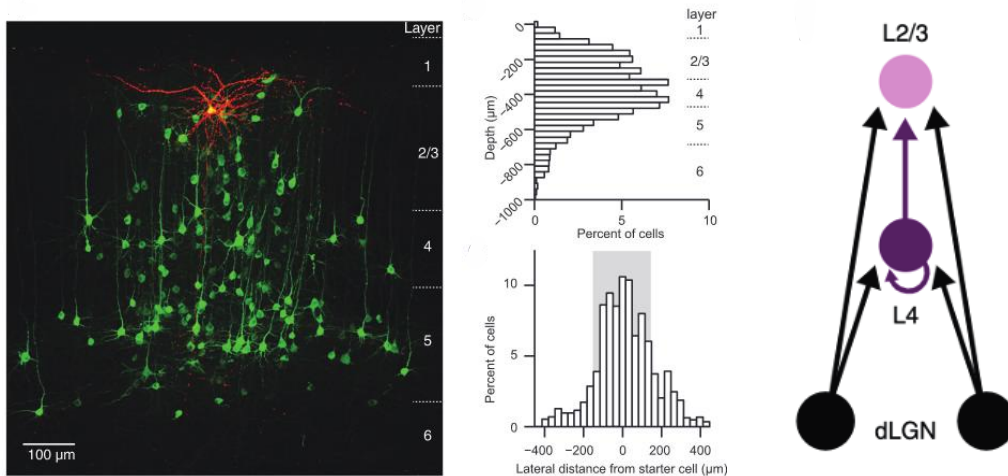 Layer
1
2/3
4
5
6
100 µm
layer
0
−200
−400
−600
−800
−1000
Depth (µm)
1
2/3
4
5
6
0
5
10
Percent of cells
10
5
0
Percent of cells
−400
−200
0
200
400
Lateral distance from starter cell (µm)
L2/3
L4
dLGN